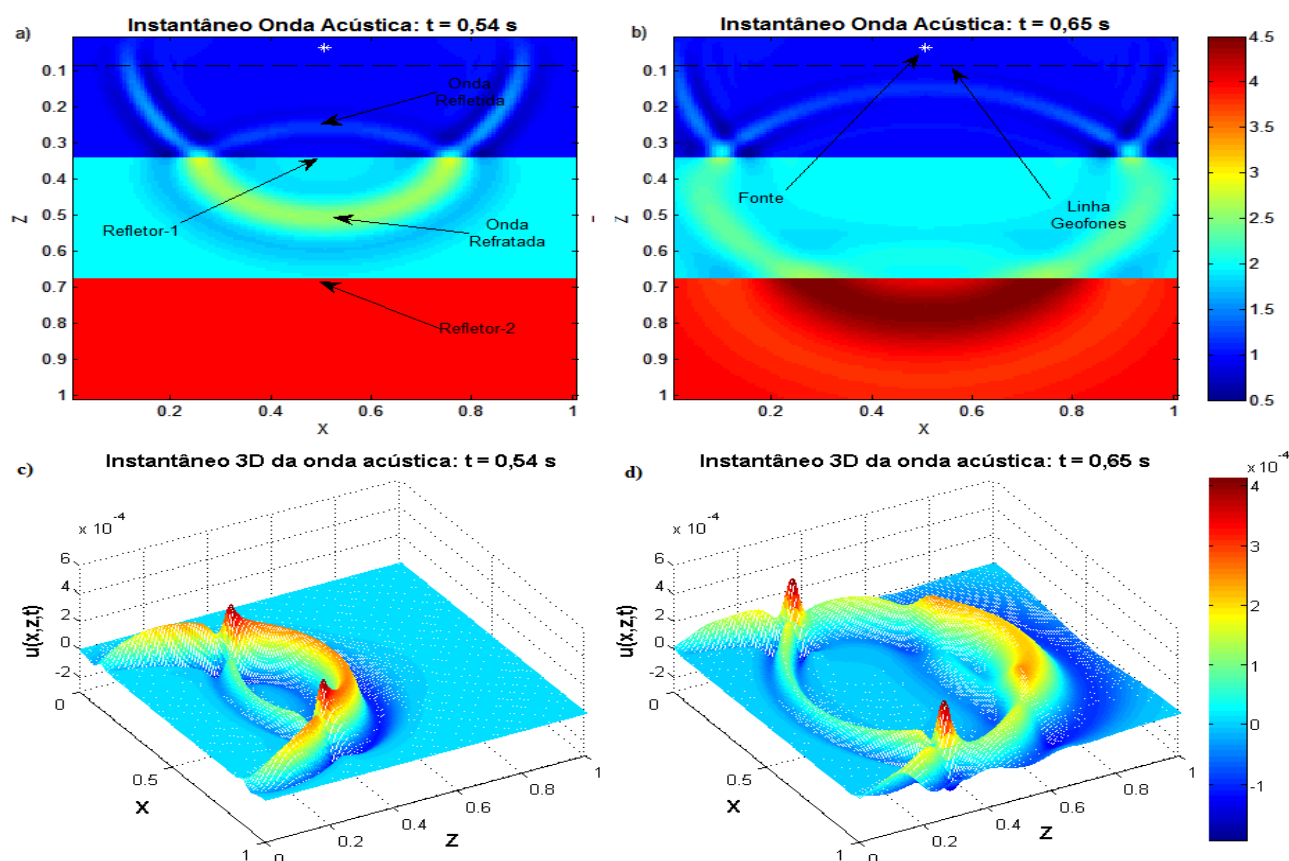 a)
Instantâneo Onda Acústica: t = 0,54 s
0.1
0.2
0.3
0.4
0.5
0.6
0.7
0.8
0.9
1
Z
Onda
Refletida
Refletor-1
Onda
Refratada
Refletor-2
0.2
0.4
0.6
0.8
1
X
b)
Instantâneo Onda Acústica: t = 0,65 s
0.1
0.2
0.3
0.4
0.5
0.6
0.7
0.8
0.9
1
Z
Fonte
Linha
Geofones
0.2
0.4
0.6
0.8
1
X
4.5
4
3.5
3
2.5
2
1.5
1
0.5
c)
Instantâneo 3D da onda acústica: t = 0,54 s
x 10⁻⁴
6
4
2
0
-2
u(x,z,t)
0
0.5
1
X
0
0.2
0.4
0.6
0.8
1
Z
d)
Instantâneo 3D da onda acústica: t = 0,65 s
x 10⁻⁴
6
4
2
0
-2
u(x,z,t)
0
0.5
1
X
0
0.2
0.4
0.6
0.8
1
Z
x 10⁻⁴
4
3
2
1
0
-1